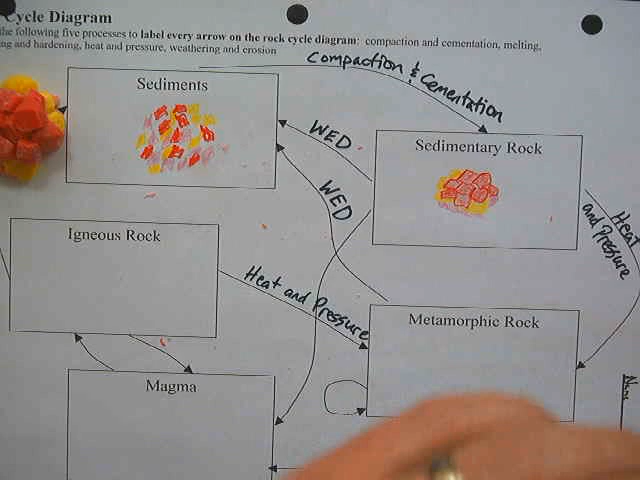 Cycle Diagram
the following five processes to label every arrow on the rock cycle diagram: compaction and cementation, melting,
ng and hardening, heat and pressure, weathering and erosion
Compaction & Cementation
Sediments
WED
Sedimentary Rock
WED
Heat
and Pressure
Igneous Rock
Heat and Pressure
Metamorphic Rock
Magma